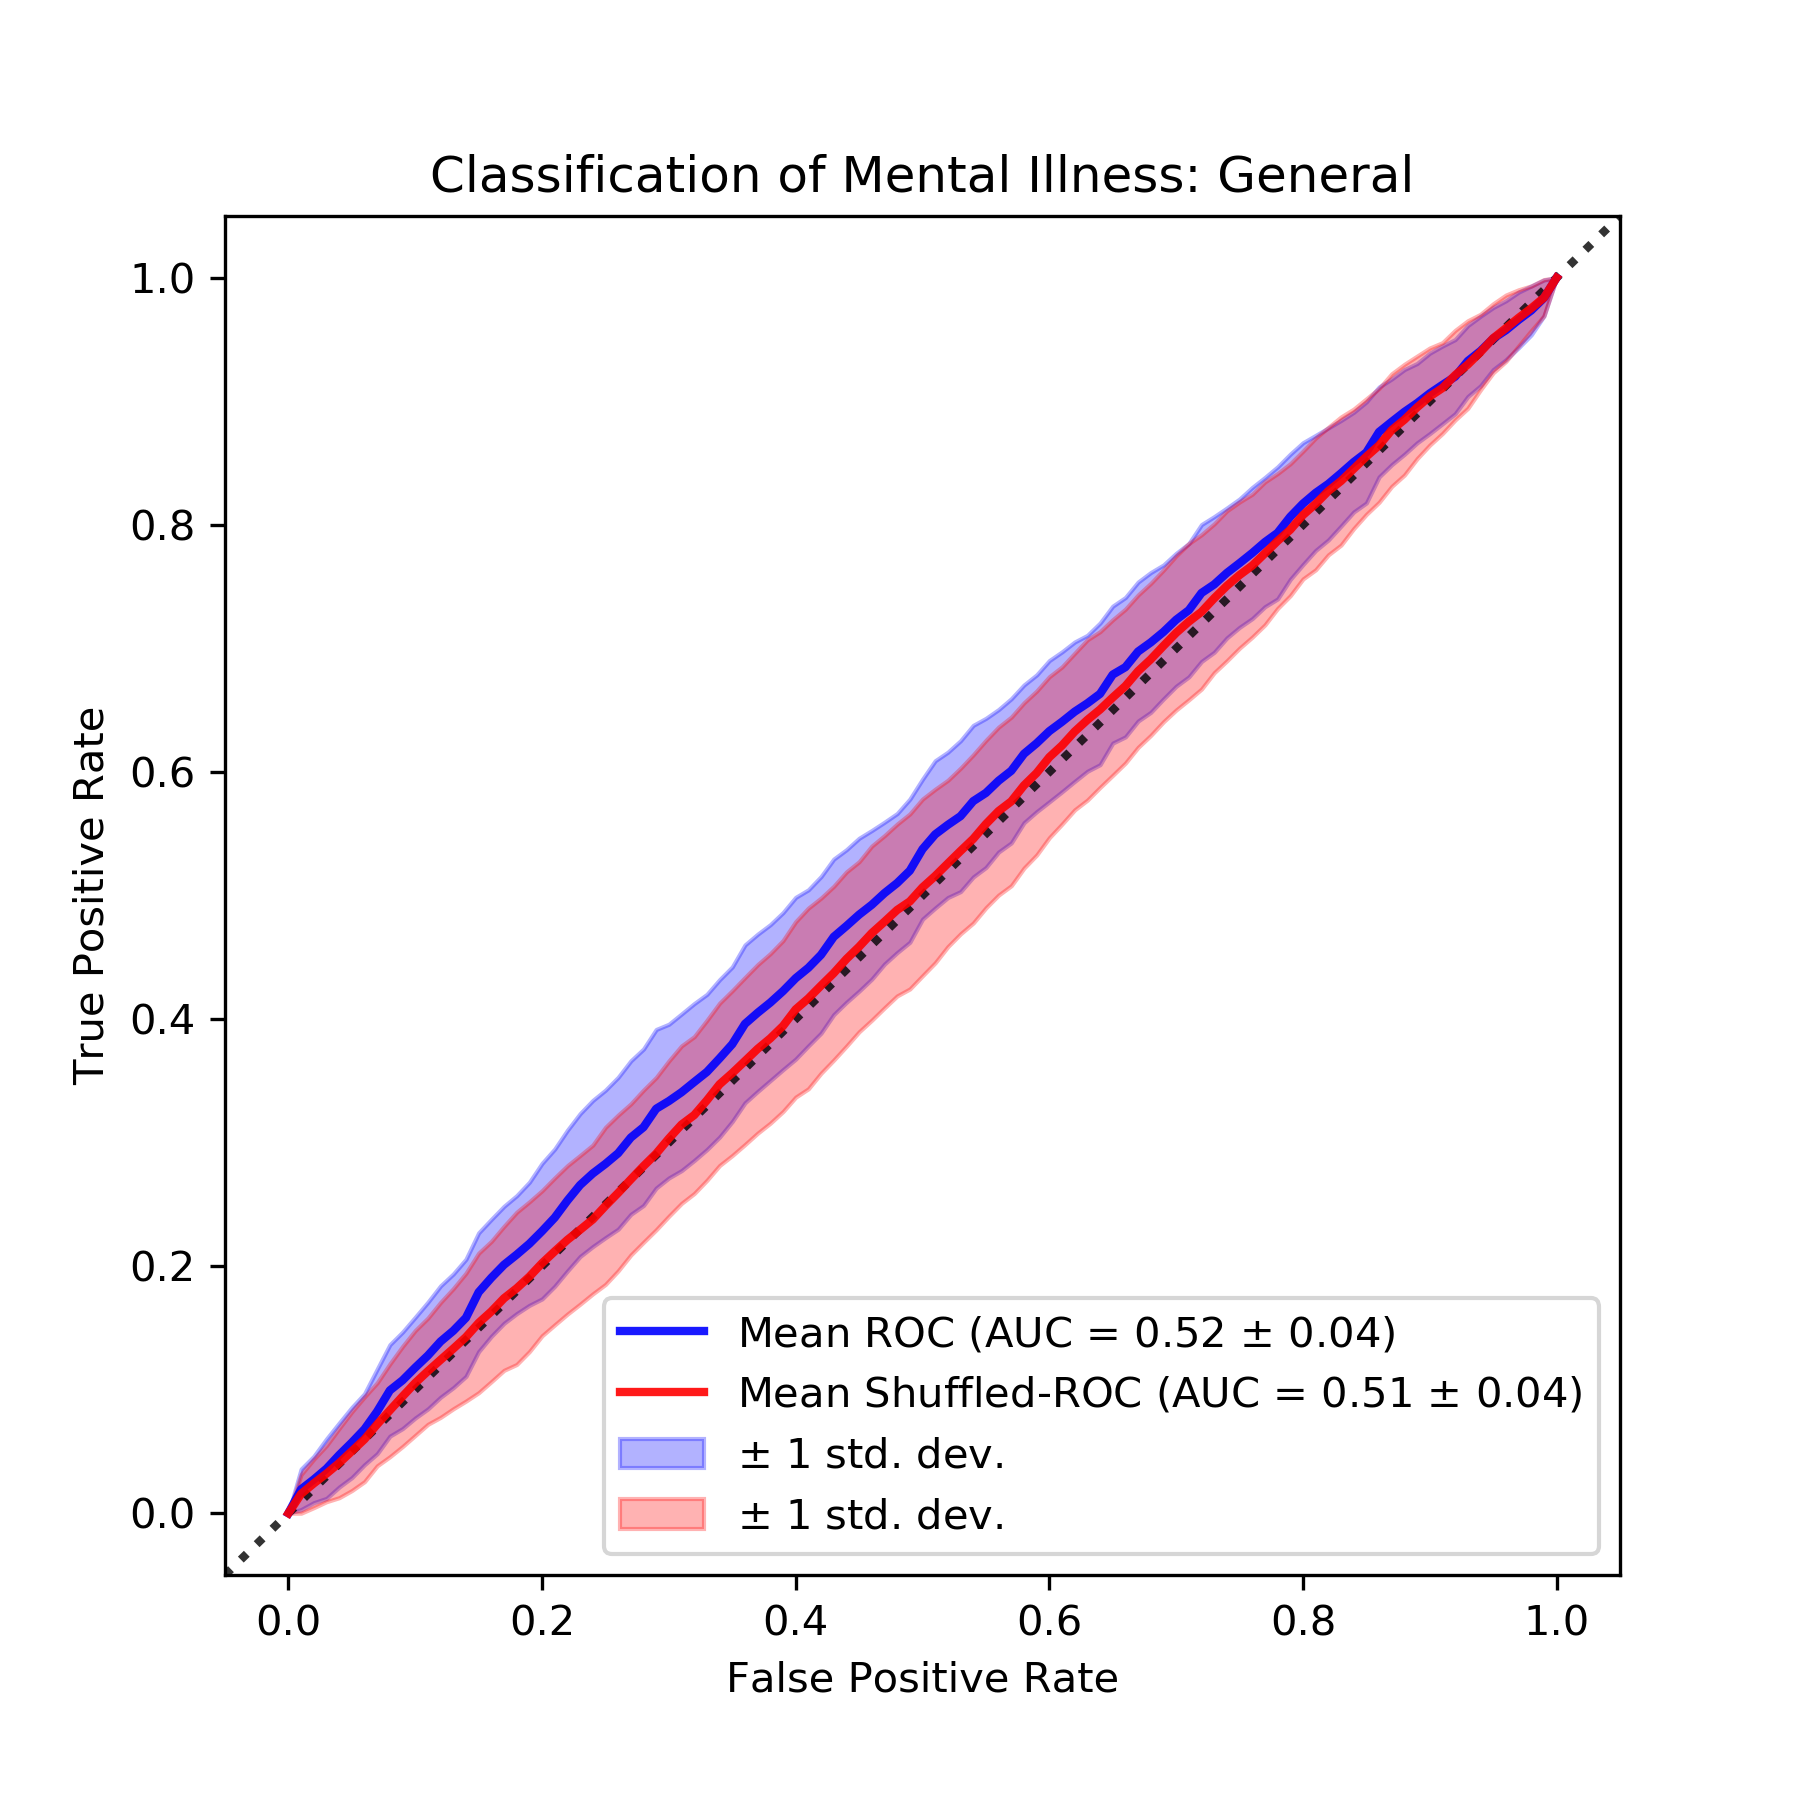 Classification of Mental Illness: General
1.0
0.8
0.6
0.4
0.2
0.0
True Positive Rate
Mean ROC (AUC = 0.52 ± 0.04)
Mean Shuffled-ROC (AUC = 0.51 ± 0.04)
± 1 std. dev.
± 1 std. dev.
0.0 0.2 0.4 0.6 0.8 1.0
False Positive Rate